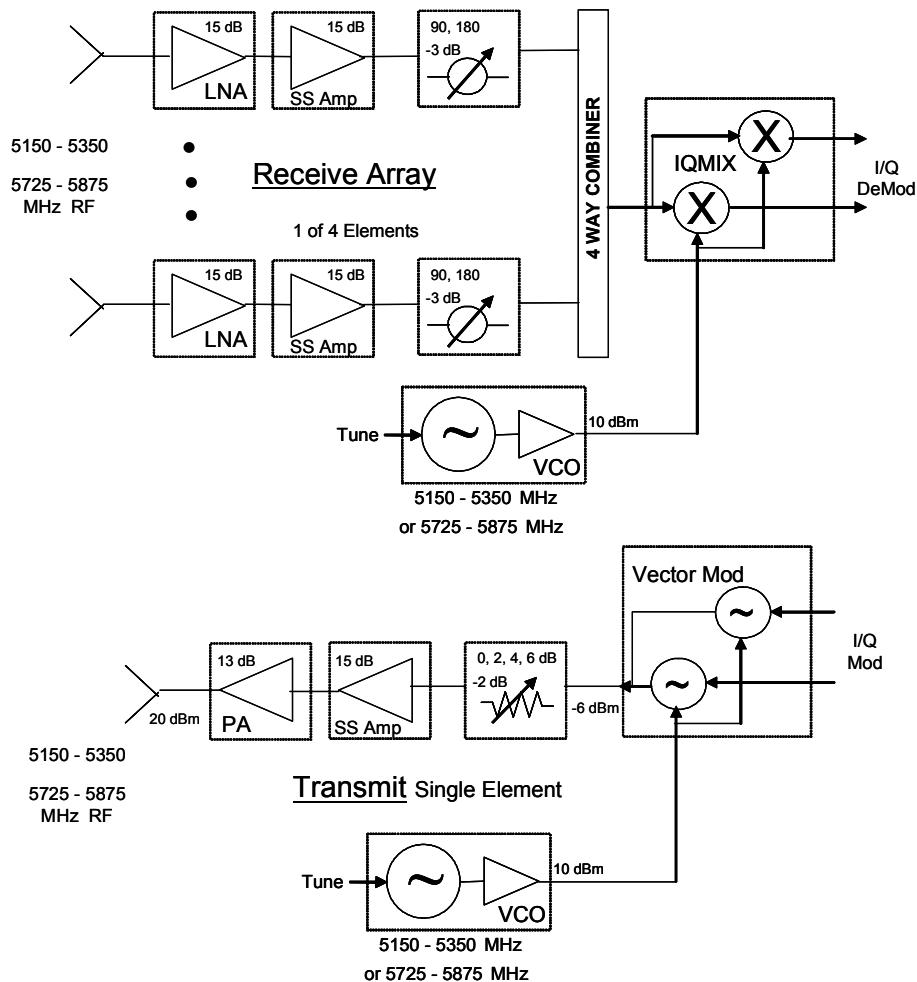 15 dB
LNA
15 dB
SS Amp
90, 180
-3 dB
4 WAY COMBINER
IQMIX
X
X
I/Q
DeMod
5150 - 5350
5725 - 5875
MHz RF
Receive Array
1 of 4 Elements
15 dB
LNA
15 dB
SS Amp
90, 180
-3 dB
Tune
~
VCO
10 dBm
5150 - 5350 MHz
or 5725 - 5875 MHz
Vector Mod
~
~
I/Q
Mod
0, 2, 4, 6 dB
-2 dB
-6 dBm
15 dB
SS Amp
13 dB
PA
20 dBm
5150 - 5350
5725 - 5875
MHz RF
Transmit Single Element
Tune
~
VCO
10 dBm
5150 - 5350 MHz
or 5725 - 5875 MHz